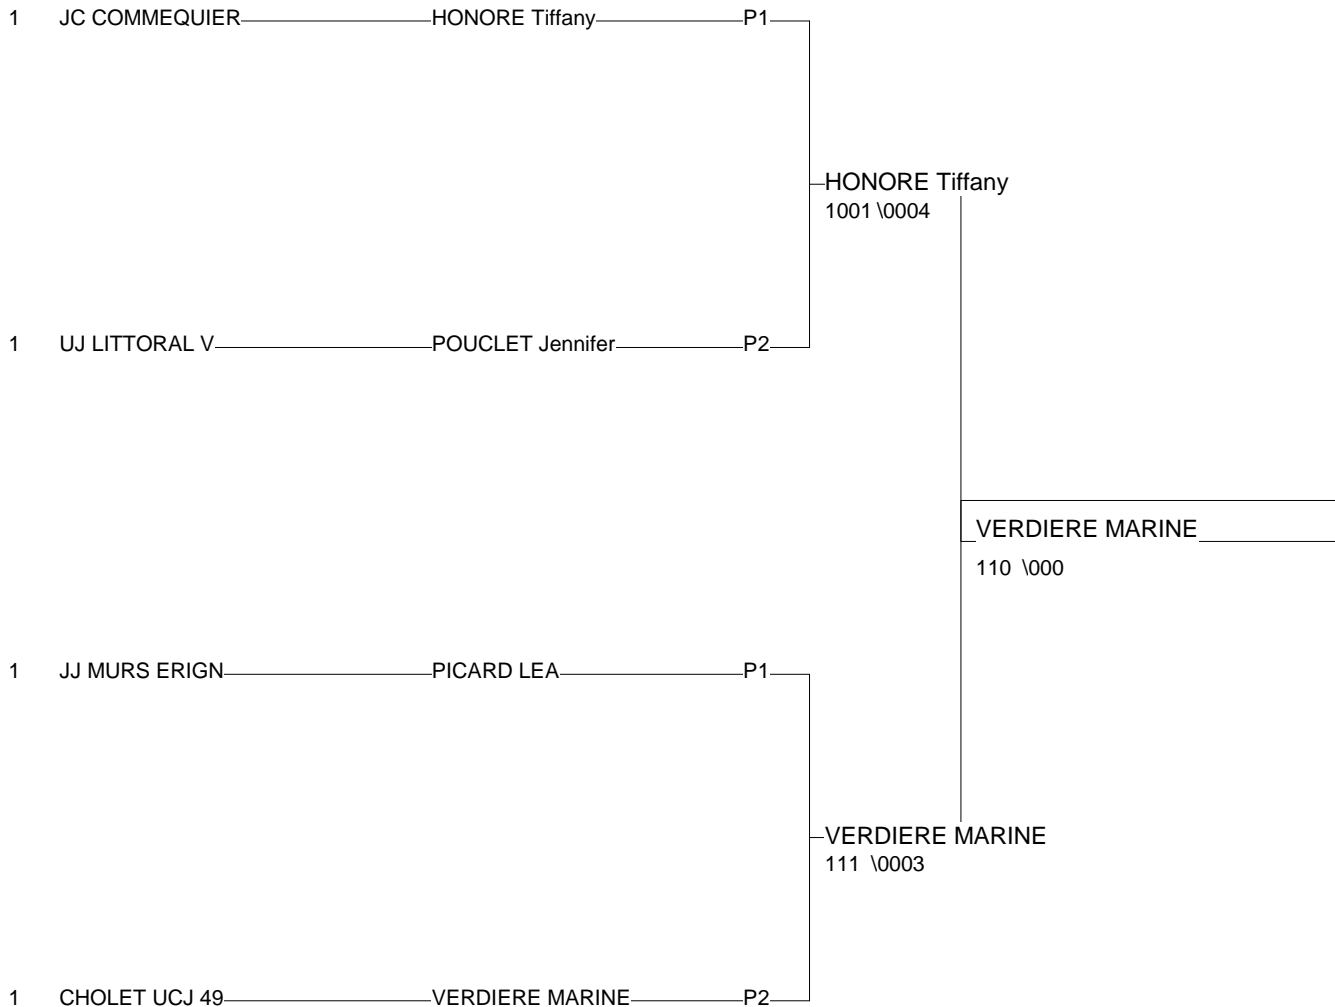 1 JC COMMEQUIER HONORE Tiffany P1
HONORE Tiffany
1001 \0004
1 UJ LITTORAL V POUCLET Jennifer P2
VERDIERE MARINE
110 \000
1 JJ MURS ERIGN PICARD LEA P1
VERDIERE MARINE
111 \0003
1 CHOLET UCJ 49 VERDIERE MARINE P2